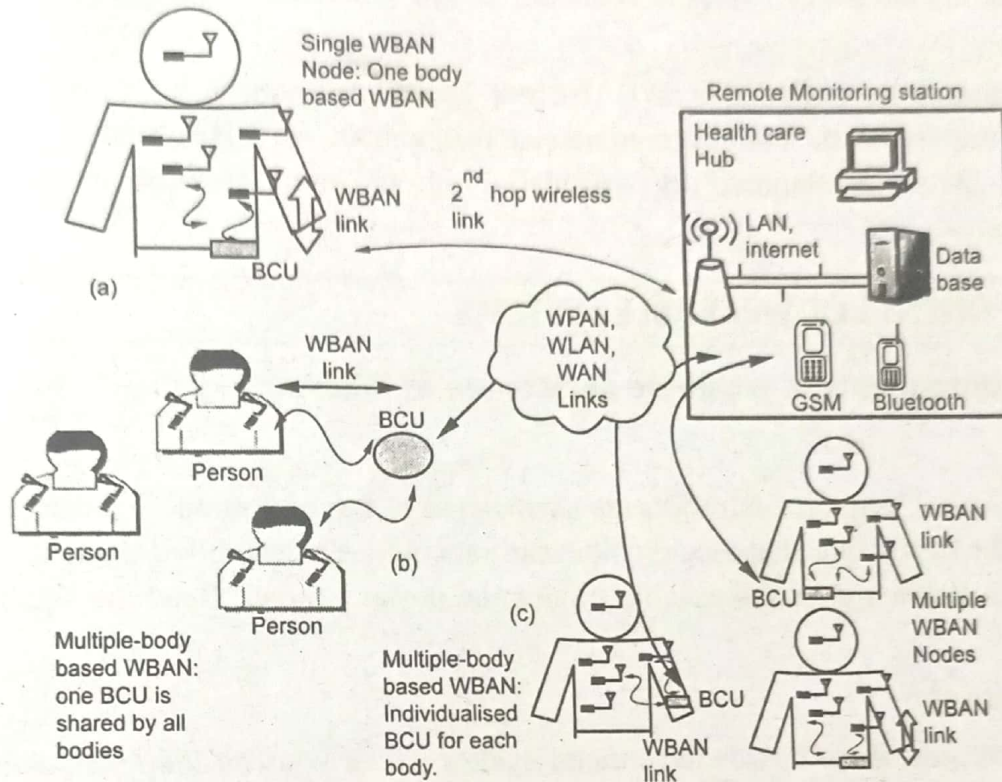 Single WBAN
Node: One body
based WBAN
WBAN
link
BCU
(a)
2nd hop wireless
link
Remote Monitoring station
Health care
Hub
LAN,
internet
Data
base
GSM
Bluetooth
WPAN,
WLAN,
WAN
Links
WBAN
link
BCU
Person
Person
Person
(b)
Multiple-body
based WBAN:
one BCU is
shared by all
bodies
(c)
Multiple-body
based WBAN:
Individualised
BCU for each
body.
BCU
WBAN
link
WBAN
link
BCU
Multiple
WBAN
Nodes
WBAN
link